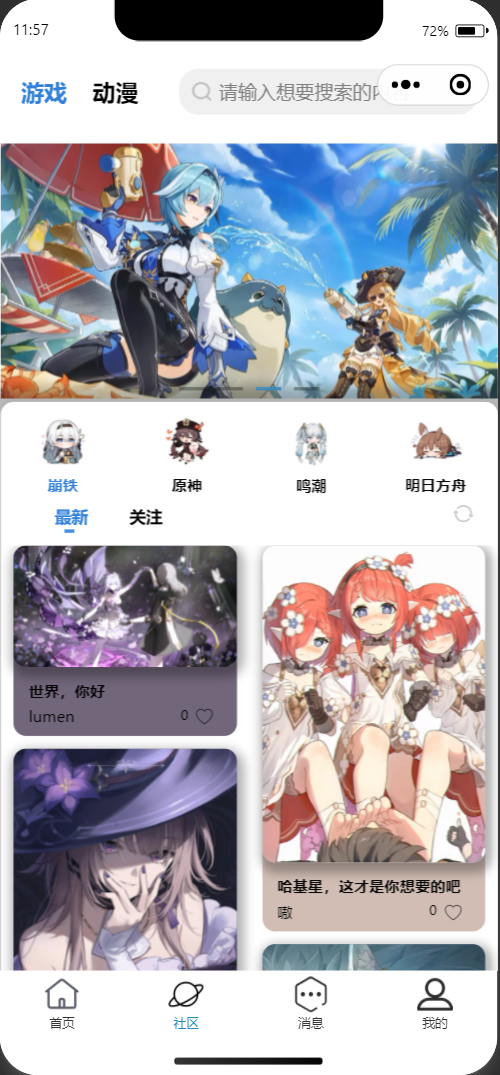 11:57
72%
游戏 动漫 请输入想要搜索的内
崩铁 原神 鸣潮 明日方舟
最新 关注
世界，你好
lumen 0
哈基星，这才是你想要的吧
嗷 0
首页 社区 消息 我的